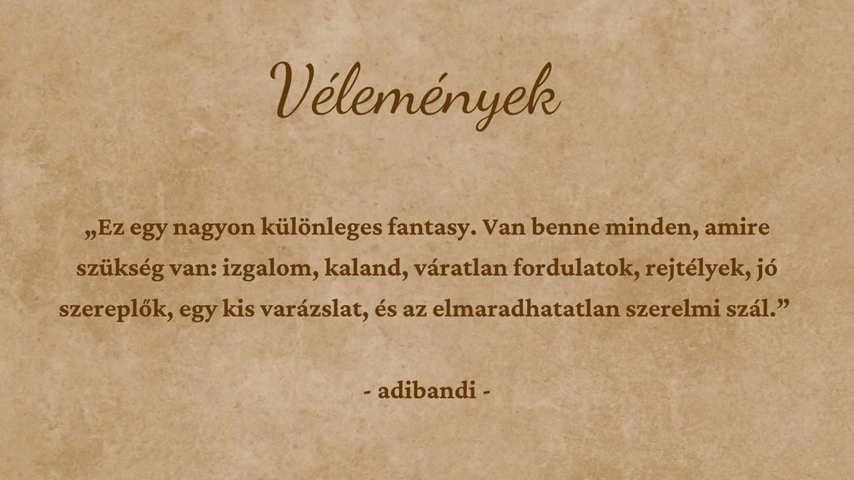 Vélemények
„Ez egy nagyon különleges fantasy. Van benne minden, amire
szükség van: izgalom, kaland, váratlan fordulatok, rejtélyek, jó
szereplők, egy kis varázslat, és az elmaradhatatlan szerelmi szál.”
- adibandi -